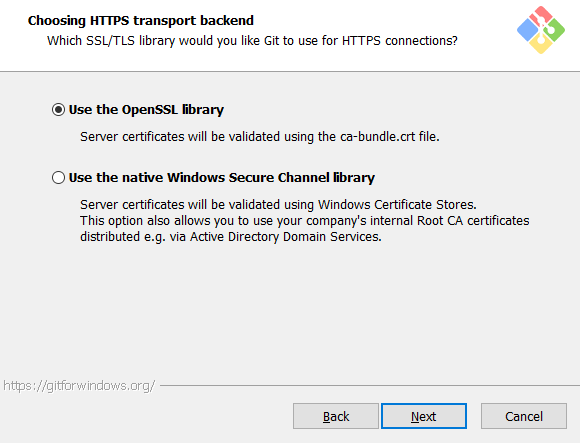 Choosing HTTPS transport backend
Which SSL/TLS library would you like Git to use for HTTPS connections?
Use the OpenSSL library
Server certificates will be validated using the ca-bundle.crt file.
Use the native Windows Secure Channel library
Server certificates will be validated using Windows Certificate Stores.
This option also allows you to use your company's internal Root CA certificates
distributed e.g. via Active Directory Domain Services.
https://gitforwindows.org/
Back Next Cancel